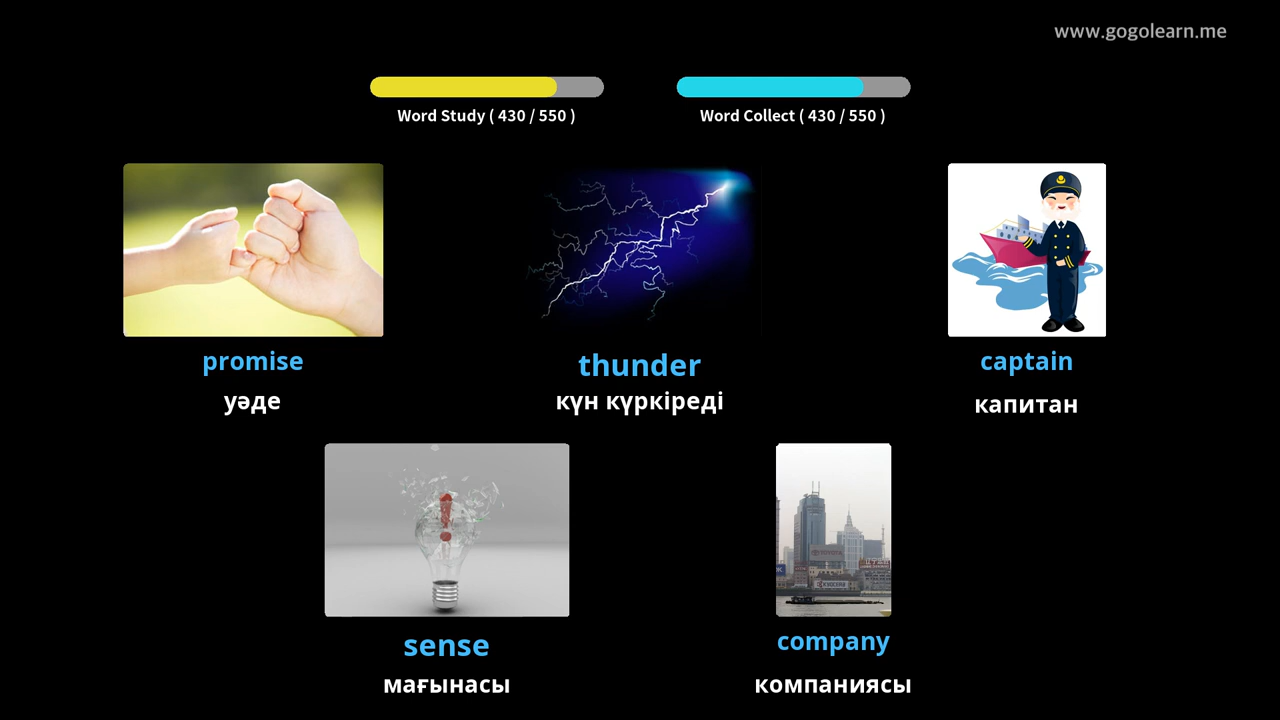 www.gogolearn.me
Word Study ( 430 / 550 )
Word Collect ( 430 / 550 )
promise
thunder
captain
уәде
күн күркіреді
капитан
TOYOTA
sense
company
мағынасы
компаниясы